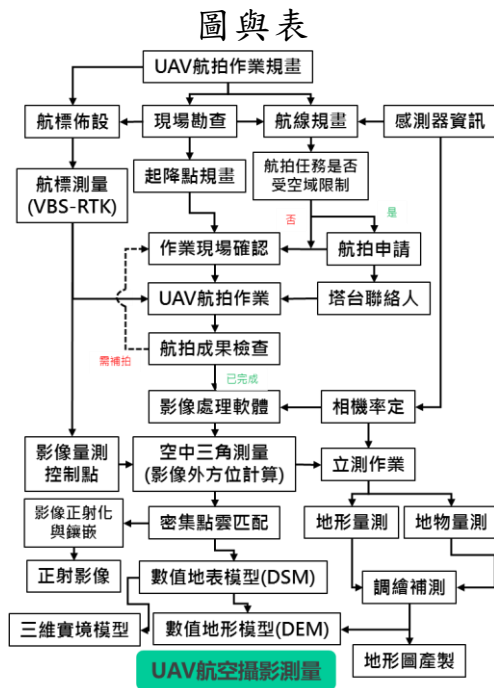 圖與表
UAV航拍作業規畫
航標佈設
現場勘查
航線規畫
感測器資訊
航標測量
(VBS-RTK)
起降點規畫
航拍任務是否
受空域限制
否
是
作業現場確認
航拍申請
UAV航拍作業
塔台聯絡人
航拍成果檢查
需補拍
已完成
影像處理軟體
相機率定
影像量測
控制點
空中三角測量
(影像外方位計算)
立測作業
影像正射化
與鑲嵌
密集點雲匹配
地形量測
地物量測
正射影像
數值地表模型(DSM)
調繪補測
三維實境模型
數值地形模型(DEM)
地形圖產製
UAV航空攝影測量